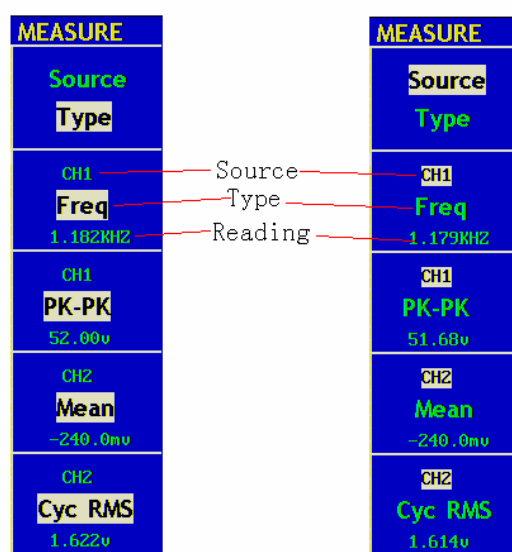 MEASURE
Source
Type
CH1
Freq
1.182KHZ
CH1
PK-PK
52.00v
CH2
Mean
-240.0mv
CH2
Cyc RMS
1.622v
Source
Type
Reading
MEASURE
Source
Type
CH1
Freq
1.179KHZ
CH1
PK-PK
51.68v
CH2
Mean
-240.0mv
CH2
Cyc RMS
1.614v